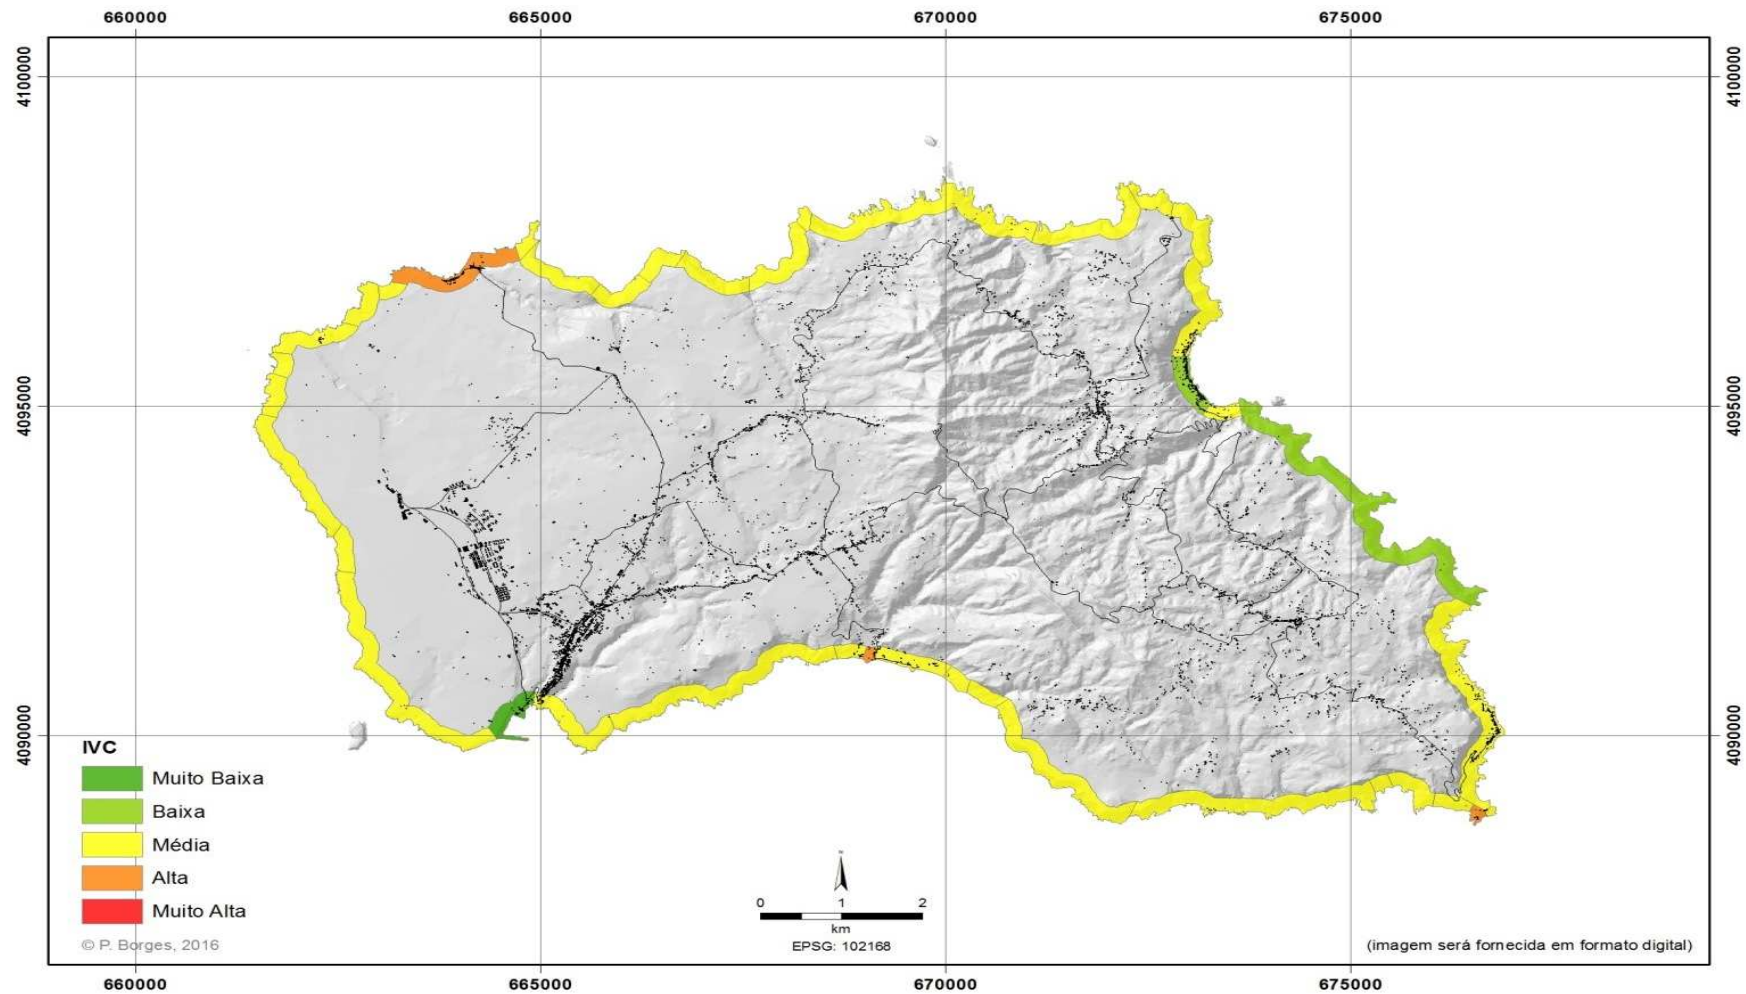 660000 665000 670000 675000
4100000 4100000
4095000 4095000
4090000 4090000
IVC
Muito Baixa
Baixa
Média
Alta
Muito Alta
© P. Borges, 2016
0 1 2
km
EPSG: 102168
(imagem será fornecida em formato digital)
660000 665000 670000 675000